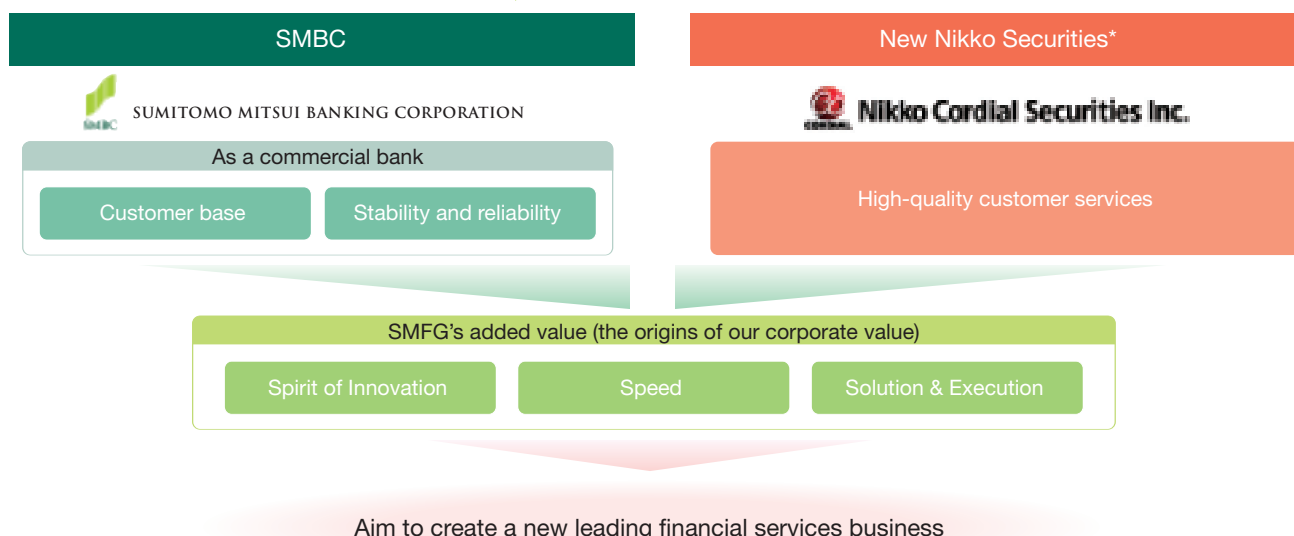 SMBC
New Nikko Securities*
SMBC
SUMITOMO MITSUI BANKING CORPORATION
CORDIAL
Nikko Cordial Securities Inc.
As a commercial bank
Customer base
Stability and reliability
High-quality customer services
SMFG's added value (the origins of our corporate value)
Spirit of Innovation
Speed
Solution & Execution
Aim to create a new leading financial services business